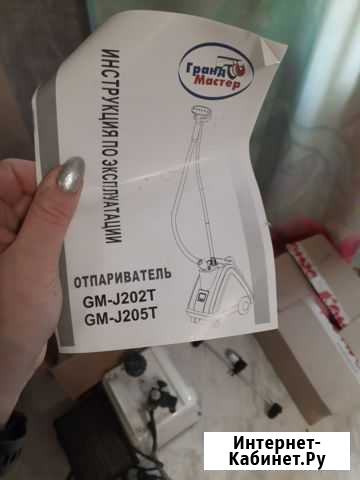 Гранд
Мастер
ИНСТРУКЦИЯ ПО ЭКСПЛУАТАЦИИ
ОТПАРИВАТЕЛЬ
GM-J202T
GM-J205T
Интернет-
Кабинет.Ру